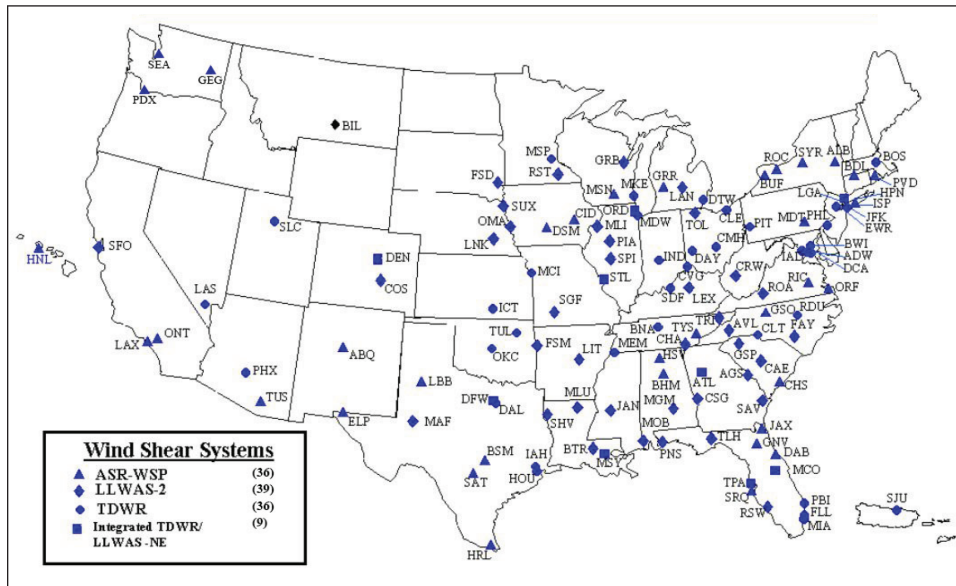 SEA
GEG
PDX
BIL
MSP
RST
GRB
FSD
SUX
OMA
LNK
DSM
CID
MSN
MKE
GRR
LAN
DTW
ORD
MDW
MLI
PIA
SPI
STL
TOL
CLE
PIT
CMH
DAY
IND
CVG
SDF
LEX
CRW
ROC
SYR
ALB
BDL
BOS
BUF
LGA
PVD
HPN
ISP
JFK
EWR
MDT
PHL
BWI
IAD
ADW
DCA
RIC
ORF
ROA
HNL
SFO
SLC
DEN
COS
LAS
LAX
ONT
PHX
TUS
ABQ
ELP
LBB
MAF
MCI
ICT
SGF
TUL
OKC
FSM
LIT
MEM
BNA
TYS
TRI
CHA
AVL
GSO
RDU
CLT
FAY
GSP
CAE
AGS
CHS
HSV
BHM
ATL
MGM
CSG
SAV
DFW
DAL
SHV
MLU
JAN
MOB
BTR
MSY
PNS
TLH
JAX
GNV
DAB
MCO
TPA
SRQ
RSW
PBI
FLL
MIA
SJU
BSM
SAT
IAH
HOU
HRL
Wind Shear Systems
ASR-WSP (36)
LLWAS-2 (39)
TDWR (36)
Integrated TDWR/ (9)
LLWAS -NE